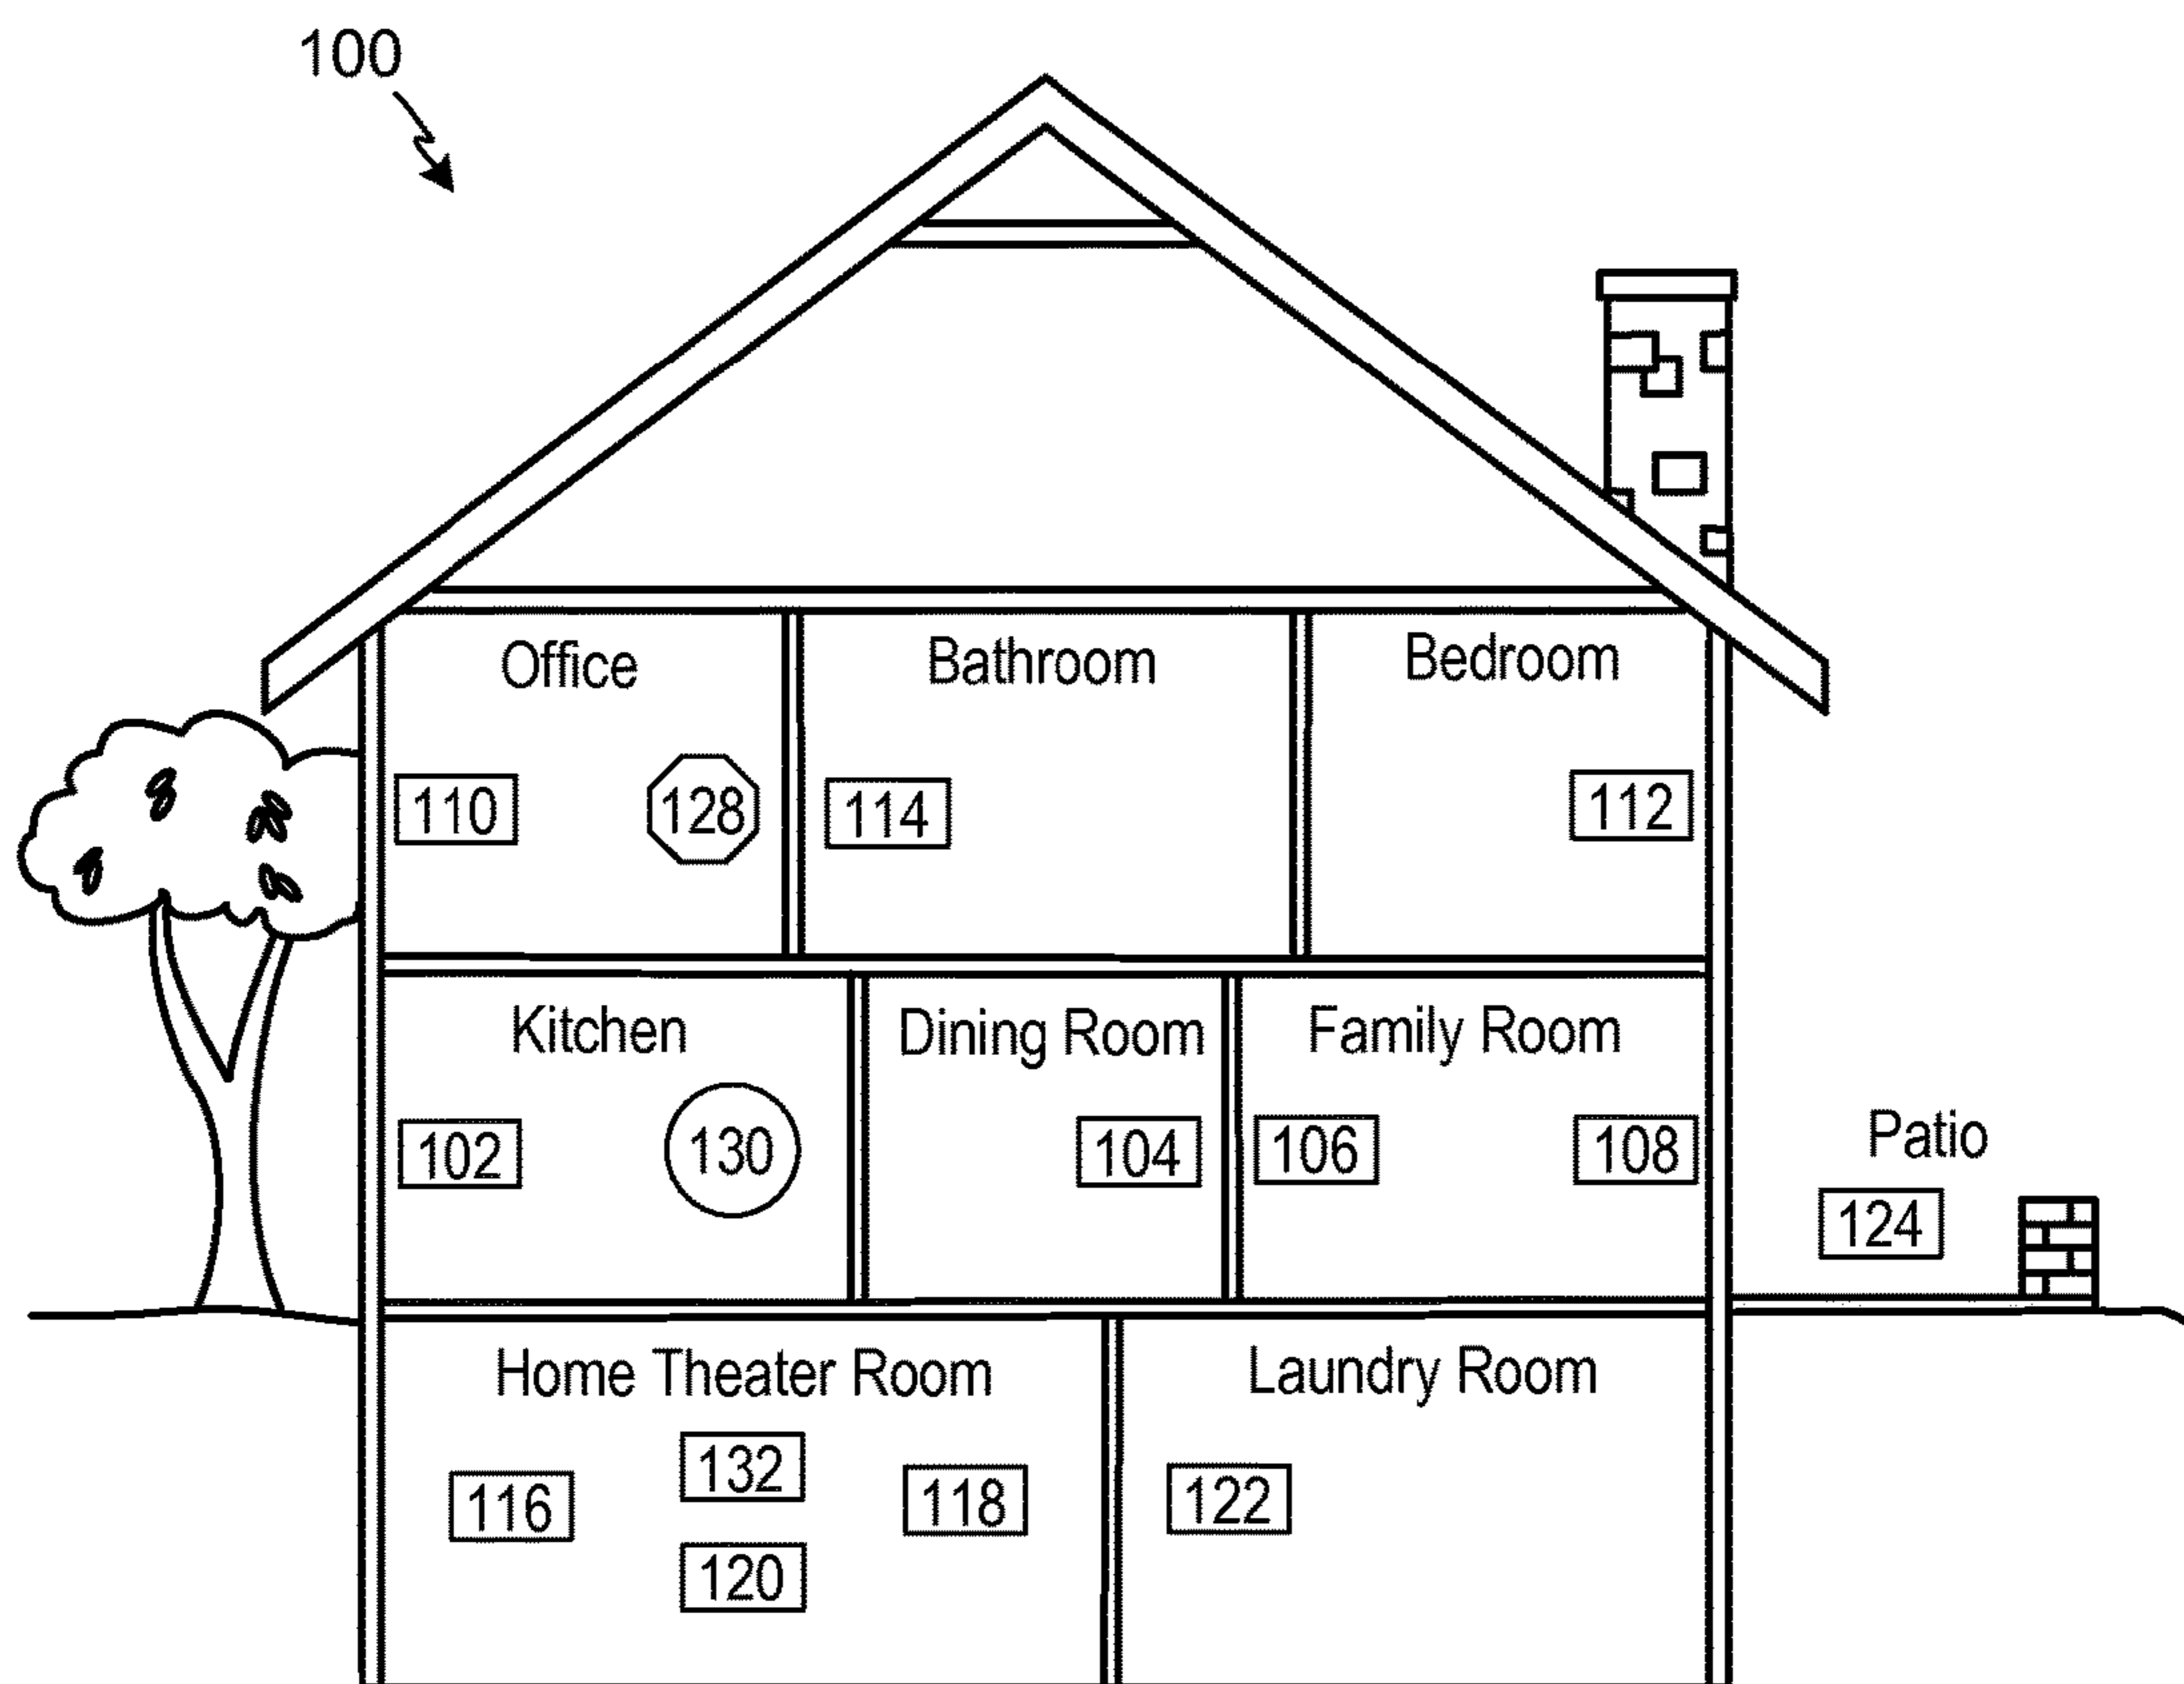 100
Office
Bathroom
Bedroom
110
128
114
112
Kitchen
Dining Room
Family Room
102
130
104
106
108
Patio
124
Home Theater Room
Laundry Room
116
132
118
120
122